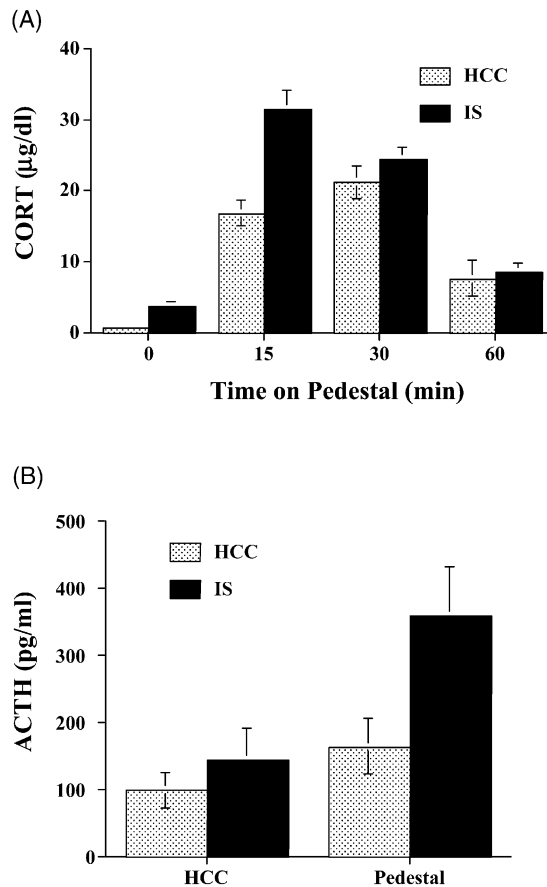 (A)
40
30
20
10
0
CORT (μg/dl)
HCC
IS
0 15 30 60
Time on Pedestal (min)
(B)
500
400
300
200
100
0
ACTH (pg/ml)
HCC
IS
HCC Pedestal